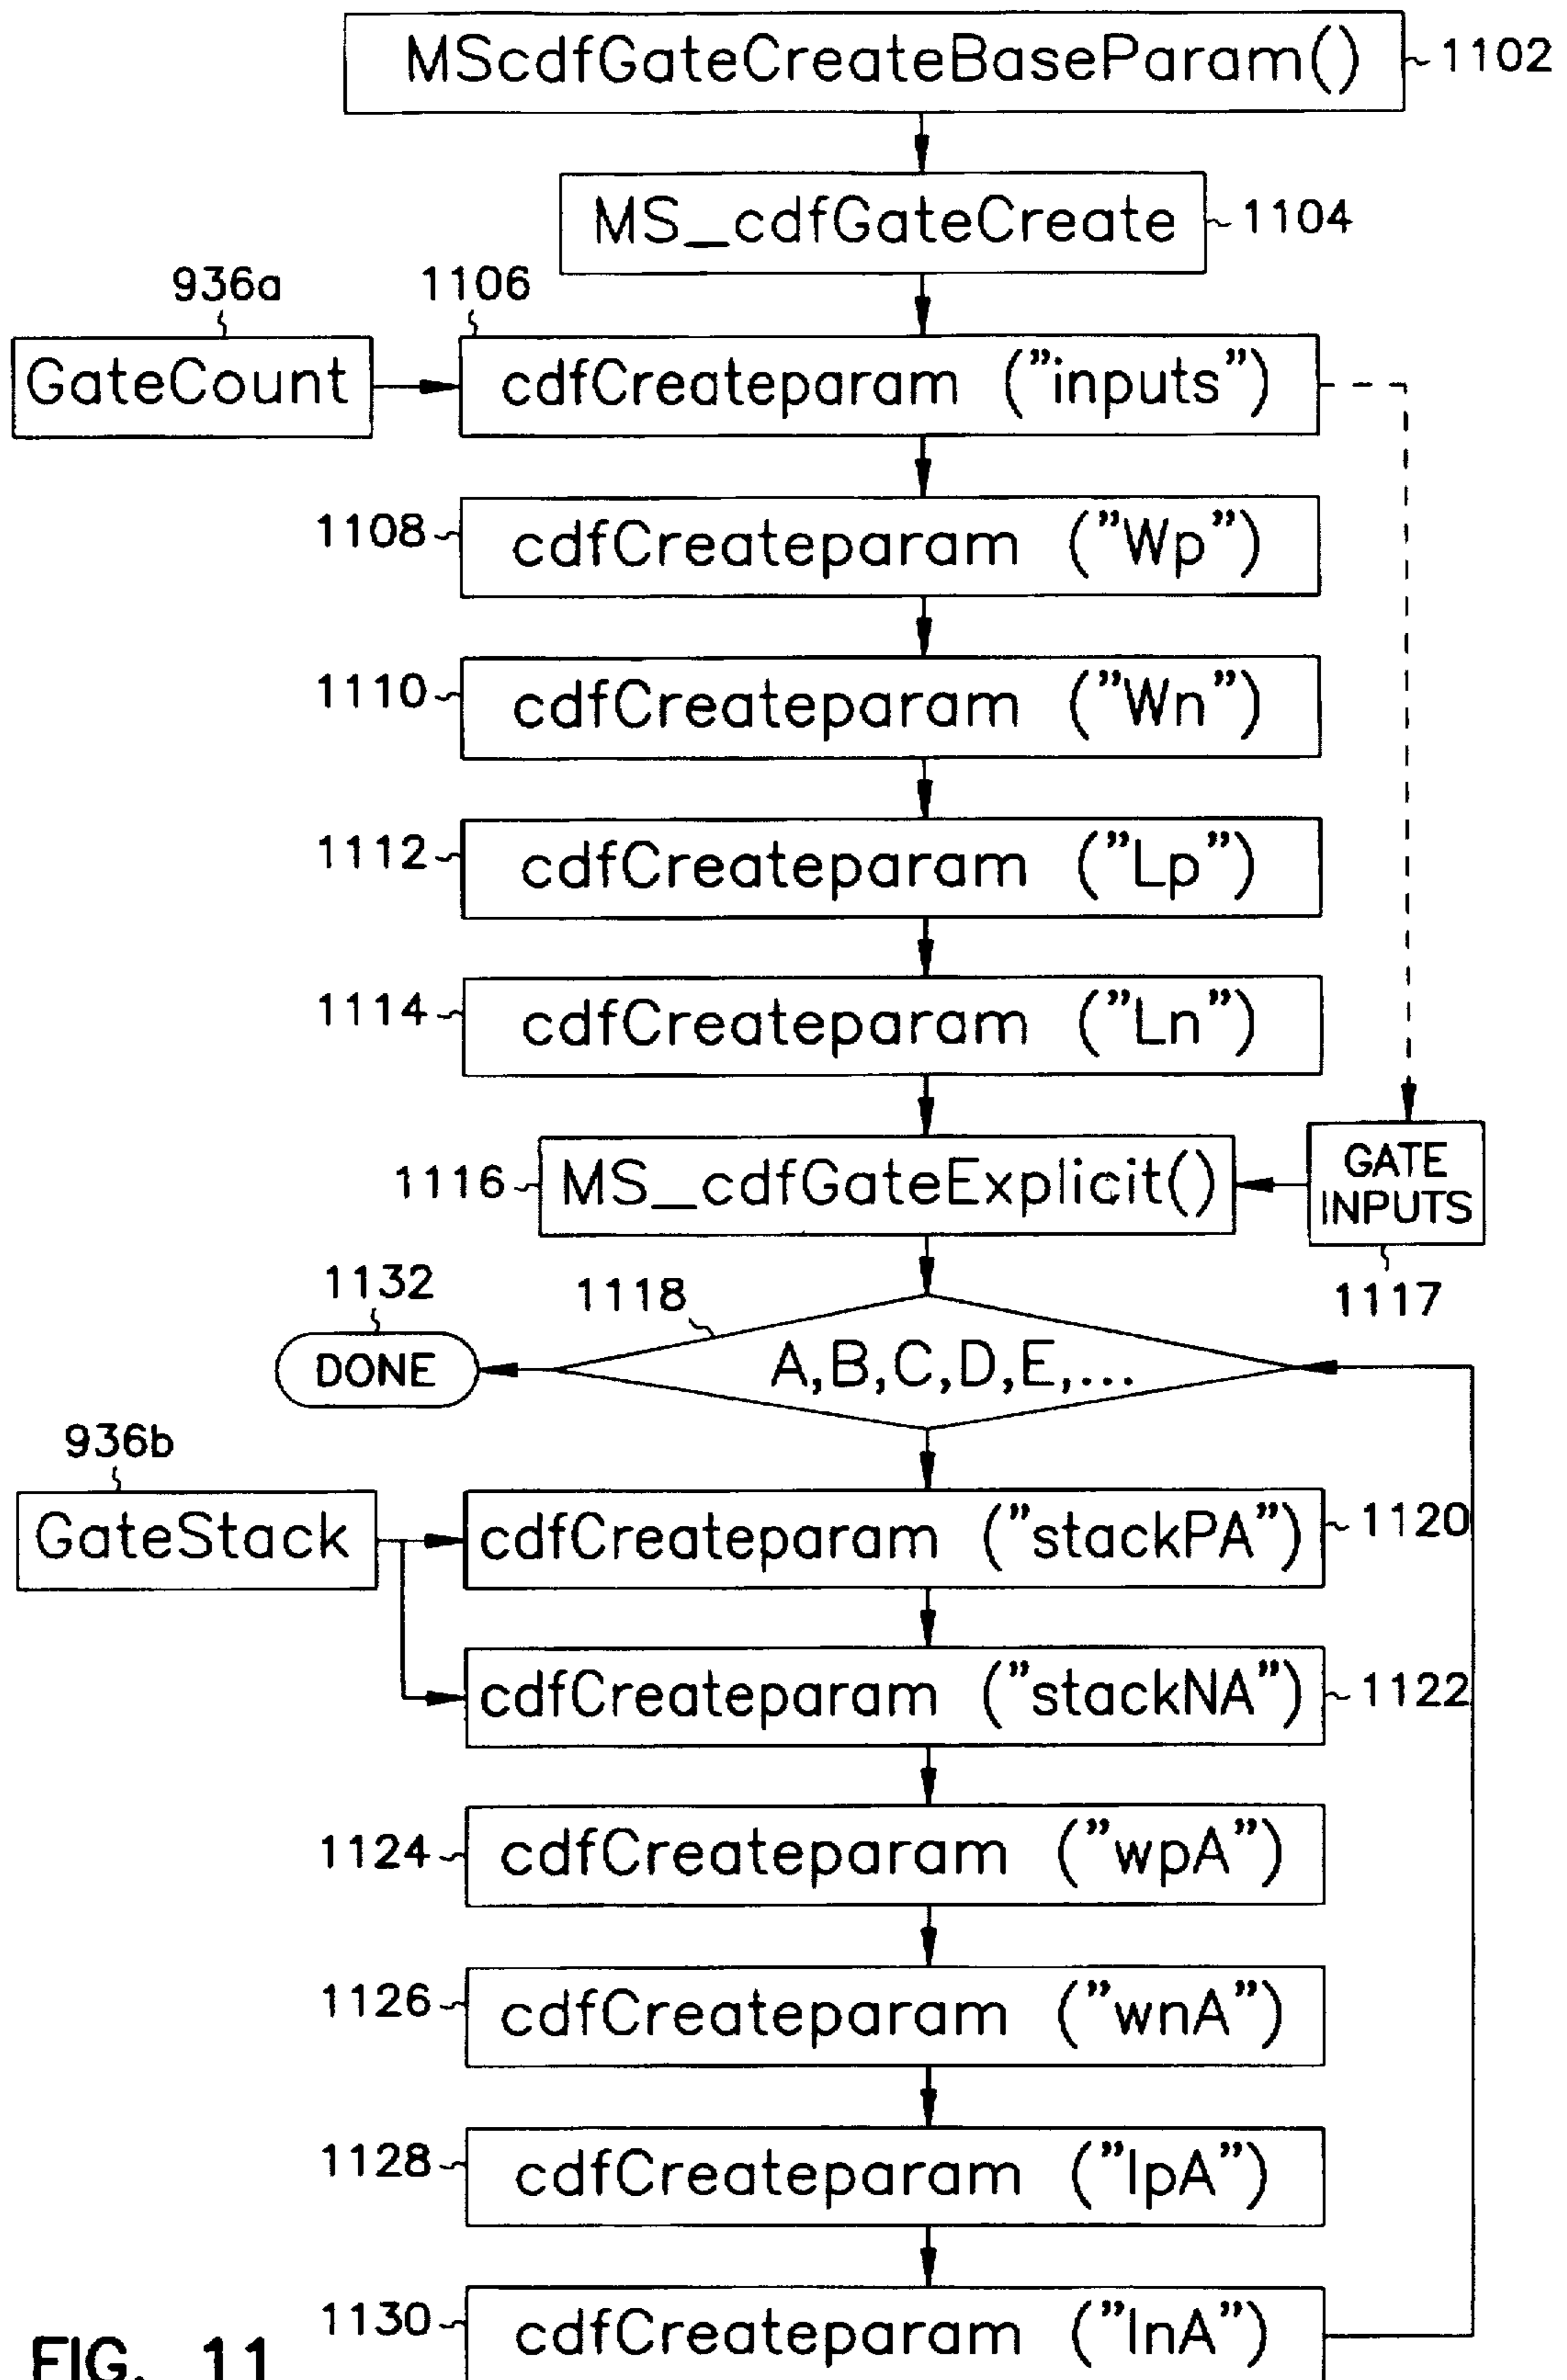 MScdfGateCreateBaseParam()
1102
MS_cdfGateCreate
1104
936a
1106
GateCount
cdfCreateparam ("inputs")
1108
cdfCreateparam ("Wp")
1110
cdfCreateparam ("Wn")
1112
cdfCreateparam ("Lp")
1114
cdfCreateparam ("Ln")
1116
MS_cdfGateExplicit()
GATE
INPUTS
1117
1132
1118
DONE
A,B,C,D,E,...
936b
GateStack
cdfCreateparam ("stackPA")
1120
cdfCreateparam ("stackNA")
1122
1124
cdfCreateparam ("wpA")
1126
cdfCreateparam ("wnA")
1128
cdfCreateparam ("lpA")
1130
cdfCreateparam ("lnA")
FIG. 11